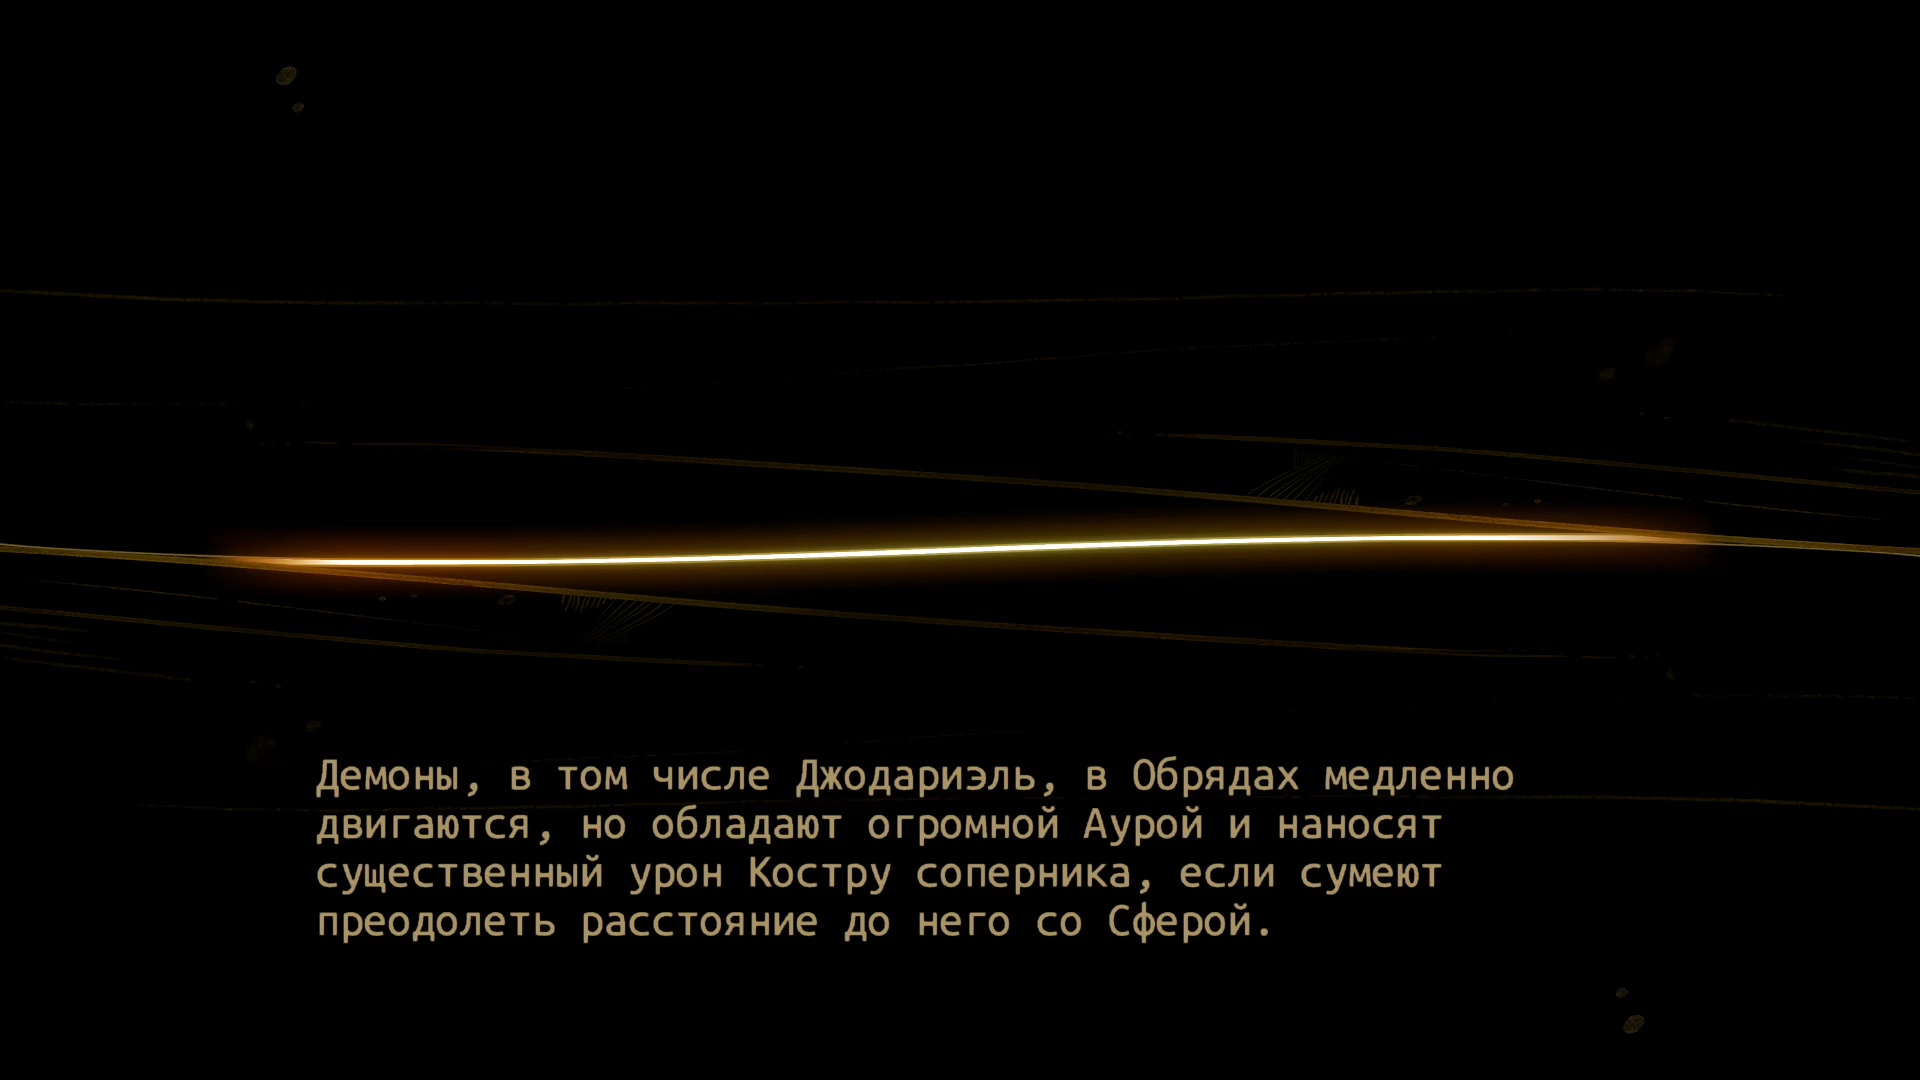 Демоны, в том числе Джодариэль, в Обрядах медленно
двигаются, но обладают огромной Аурой и наносят
существенный урон Костру соперника, если сумеют
преодолеть расстояние до него со Сферой.